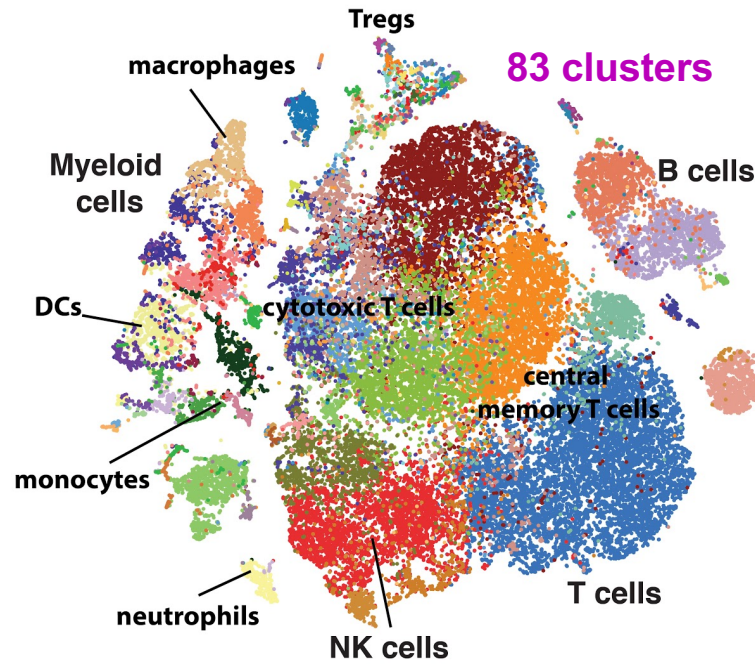 Tregs
83 clusters
macrophages
Myeloid
cells
B cells
DCs
cytotoxic T cells
central
memory T cells
monocytes
T cells
neutrophils
NK cells